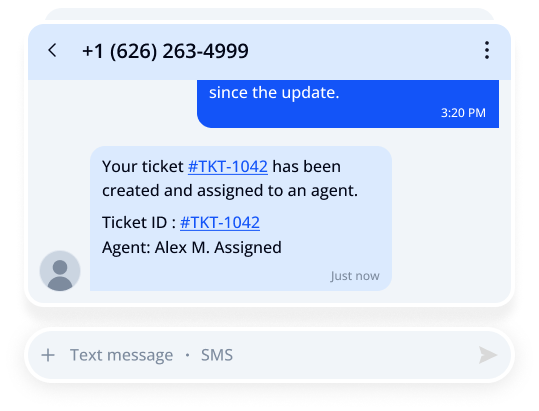 +1 (626) 263-4999
since the update.
3:20 PM
Your ticket #TKT-1042 has been
created and assigned to an agent.
Ticket ID : #TKT-1042
Agent: Alex M. Assigned
Just now
Text message • SMS